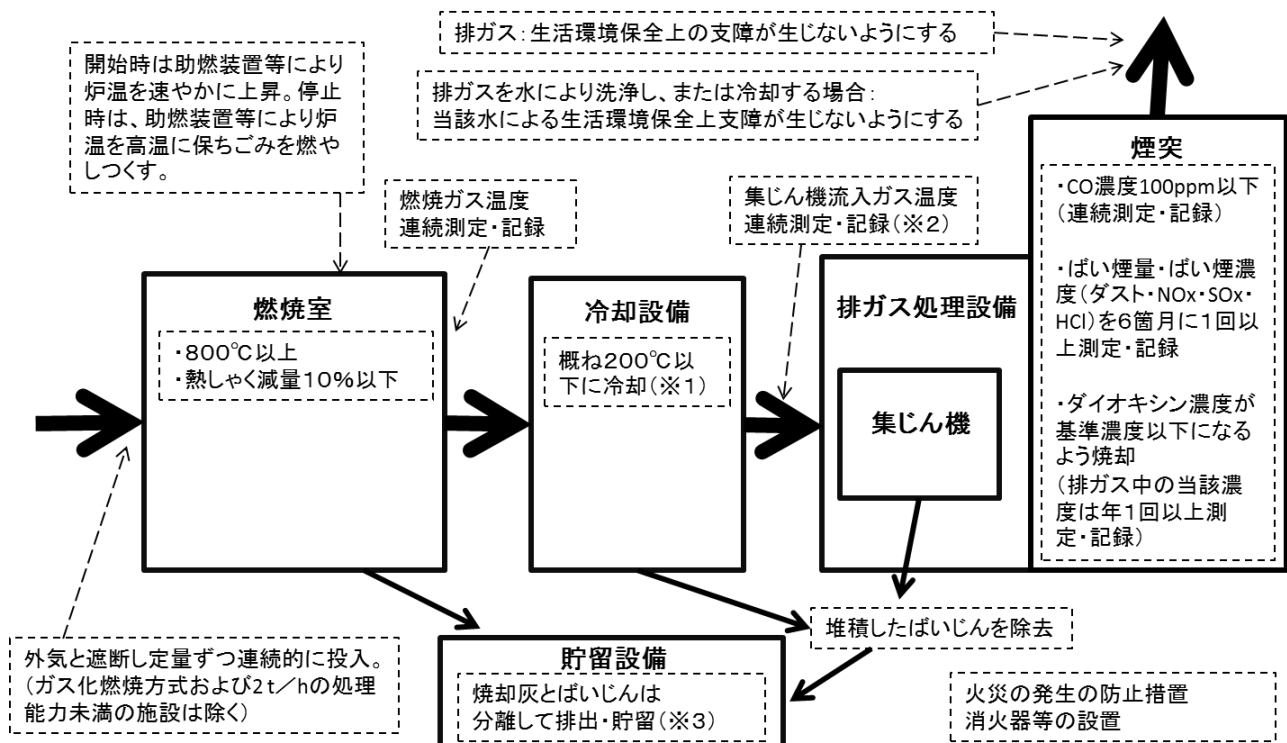 排ガス：生活環境保全上の支障が生じないようにする
開始時は助燃装置等により
炉温を速やかに上昇。停止
時は、助燃装置等により炉
温を高温に保ちごみを燃や
しつくす。
排ガスを水により洗浄し、または冷却する場合：
当該水による生活環境保全上支障が生じないようにする
燃焼ガス温度
連続測定・記録
集じん機流入ガス温度
連続測定・記録(※2)
燃焼室
・800℃以上
・熱しゃく減量10%以下
冷却設備
概ね200℃以
下に冷却(※1)
排ガス処理設備
集じん機
煙突
・CO濃度100ppm以下
(連続測定・記録)
・ばい煙量・ばい煙濃
度(ダスト・NOx・SOx・
HCl)を6箇月に1回以
上測定・記録
・ダイオキシン濃度が
基準濃度以下になる
よう焼却
(排ガス中の当該濃
度は年1回以上測
定・記録)
外気と遮断し定量ずつ連続的に投入。
(ガス化燃焼方式および2t/hの処理
能力未満の施設は除く)
堆積したばいじんを除去
貯留設備
焼却灰とばいじんは
分離して排出・貯留(※3)
火災の発生の防止措置
消火器等の設置